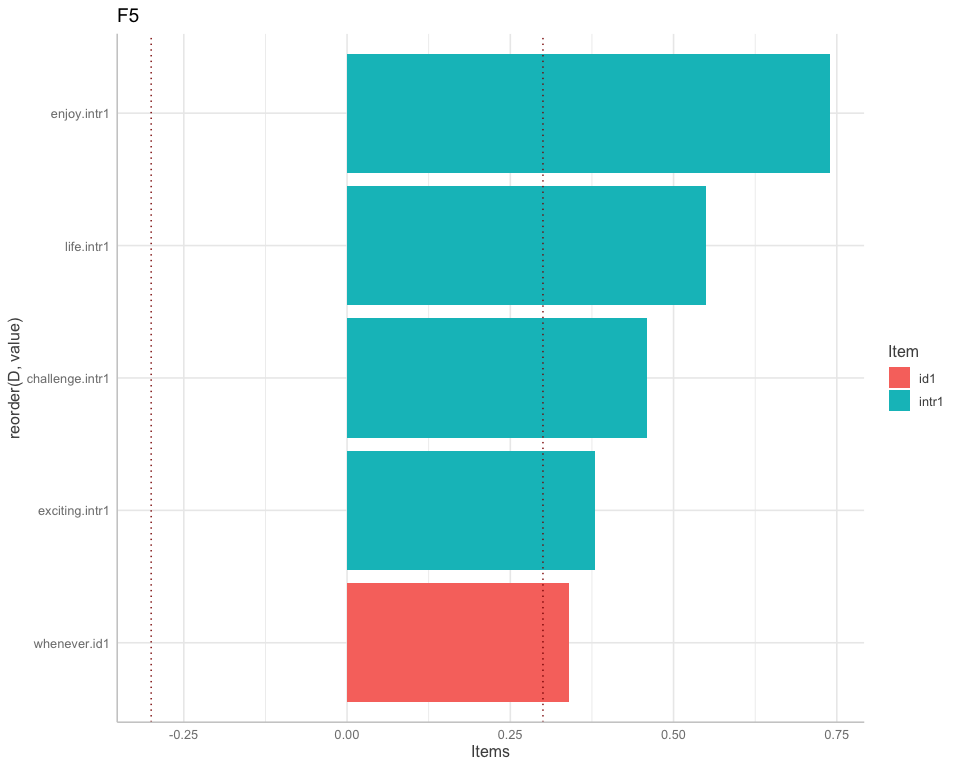 F5
enjoy.intr1
life.intr1
challenge.intr1
exciting.intr1
whenever.id1
reorder(D, value)
-0.25
0.00
0.25
0.50
0.75
Items
Item
id1
intr1